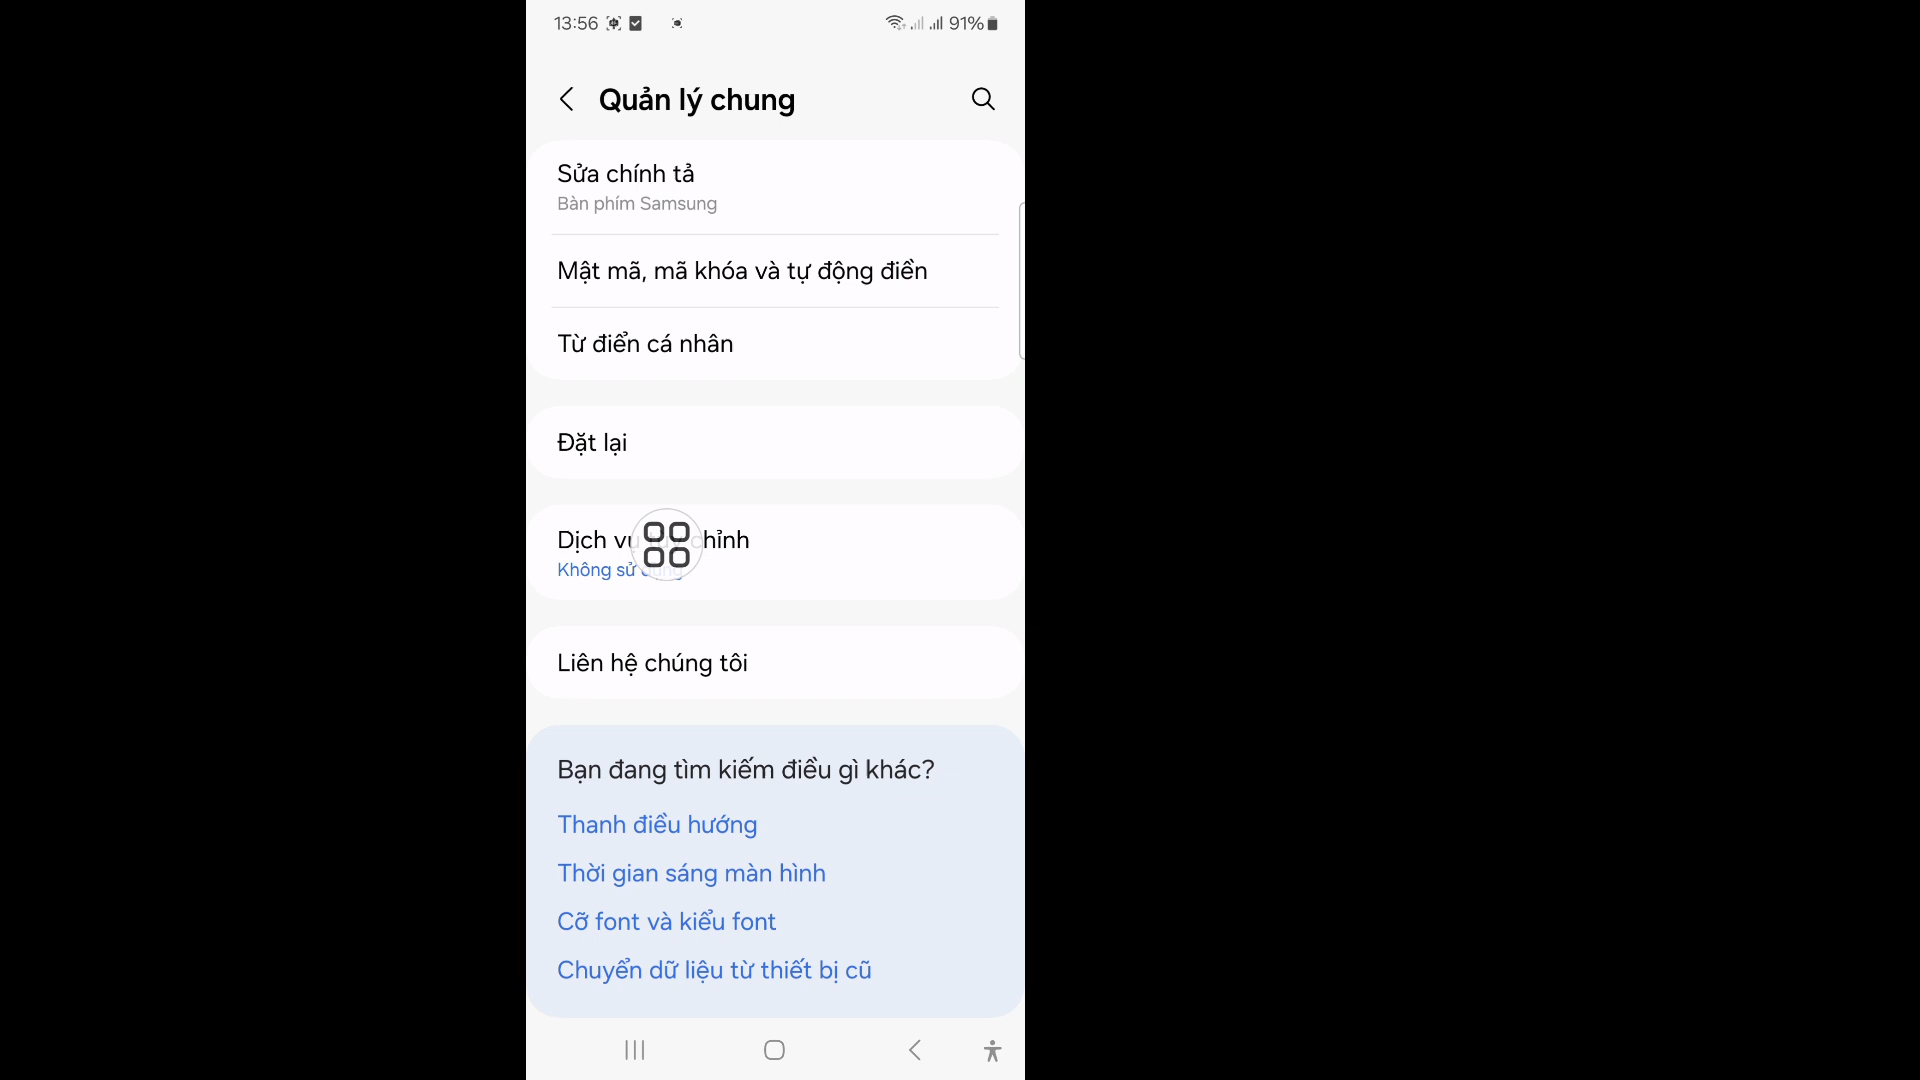 13:56
91%
Quản lý chung
Sửa chính tả
Bàn phím Samsung
Mật mã, mã khóa và tự động điền
Từ điển cá nhân
Đặt lại
Dịch vụ tùy chỉnh
Không sử dụng
Liên hệ chúng tôi
Bạn đang tìm kiếm điều gì khác?
Thanh điều hướng
Thời gian sáng màn hình
Cỡ font và kiểu font
Chuyển dữ liệu từ thiết bị cũ